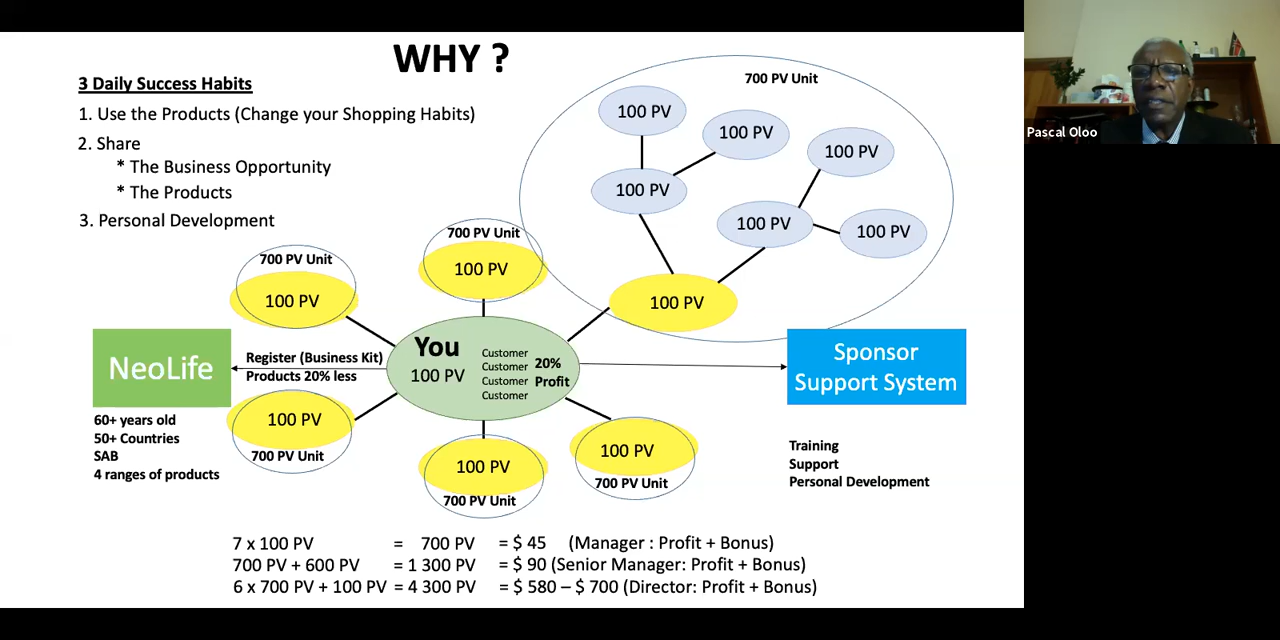 WHY ?
3 Daily Success Habits
1. Use the Products (Change your Shopping Habits)
2. Share
* The Business Opportunity
* The Products
3. Personal Development
700 PV Unit
100 PV
100 PV
100 PV
100 PV
100 PV
100 PV
100 PV
700 PV Unit
100 PV
700 PV Unit
100 PV
NeoLife
Register (Business Kit)
Products 20% less
You
100 PV
Customer
Customer
Customer
Customer
20%
Profit
Sponsor
Support System
60+ years old
50+ Countries
SAB
4 ranges of products
100 PV
700 PV Unit
100 PV
700 PV Unit
100 PV
700 PV Unit
Training
Support
Personal Development
7 x 100 PV = 700 PV = $ 45 (Manager : Profit + Bonus)
700 PV + 600 PV = 1 300 PV = $ 90 (Senior Manager: Profit + Bonus)
6 x 700 PV + 100 PV = 4 300 PV = $ 580 – $ 700 (Director: Profit + Bonus)
Pascal Oloo